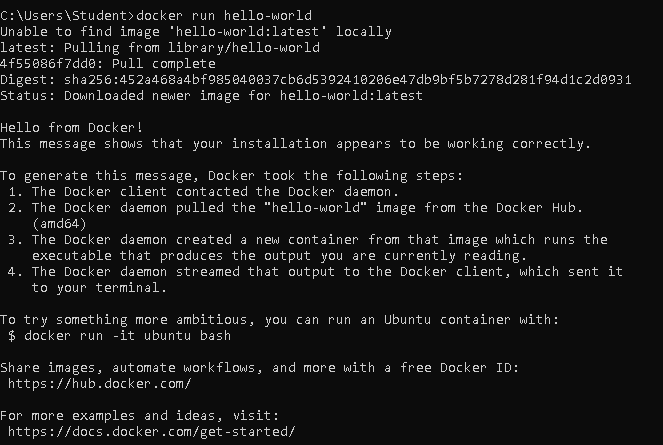 C:\Users\Student>docker run hello-world
Unable to find image 'hello-world:latest' locally
latest: Pulling from library/hello-world
4f55086f7dd0: Pull complete
Digest: sha256:452a468a4bf985040037cb6d5392410206e47db9bf5b7278d281f94d1c2d0931
Status: Downloaded newer image for hello-world:latest

Hello from Docker!
This message shows that your installation appears to be working correctly.

To generate this message, Docker took the following steps:
 1. The Docker client contacted the Docker daemon.
 2. The Docker daemon pulled the "hello-world" image from the Docker Hub.
    (amd64)
 3. The Docker daemon created a new container from that image which runs the
    executable that produces the output you are currently reading.
 4. The Docker daemon streamed that output to the Docker client, which sent it
    to your terminal.

To try something more ambitious, you can run an Ubuntu container with:
 $ docker run -it ubuntu bash

Share images, automate workflows, and more with a free Docker ID:
 https://hub.docker.com/

For more examples and ideas, visit:
 https://docs.docker.com/get-started/